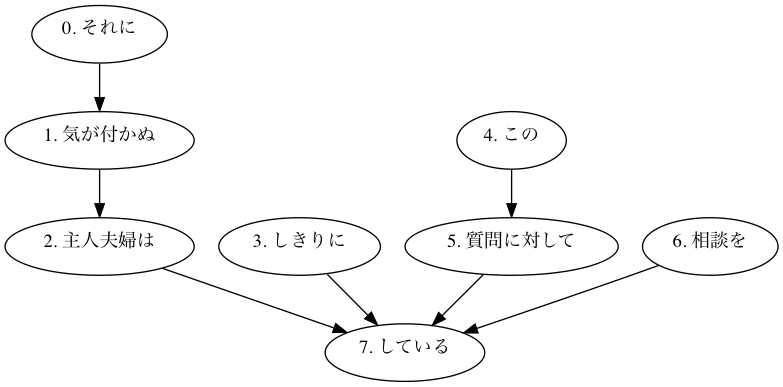 0. それに
1. 気が付かぬ
4. この
2. 主人夫婦は
3. しきりに
5. 質問に対して
6. 相談を
7. している